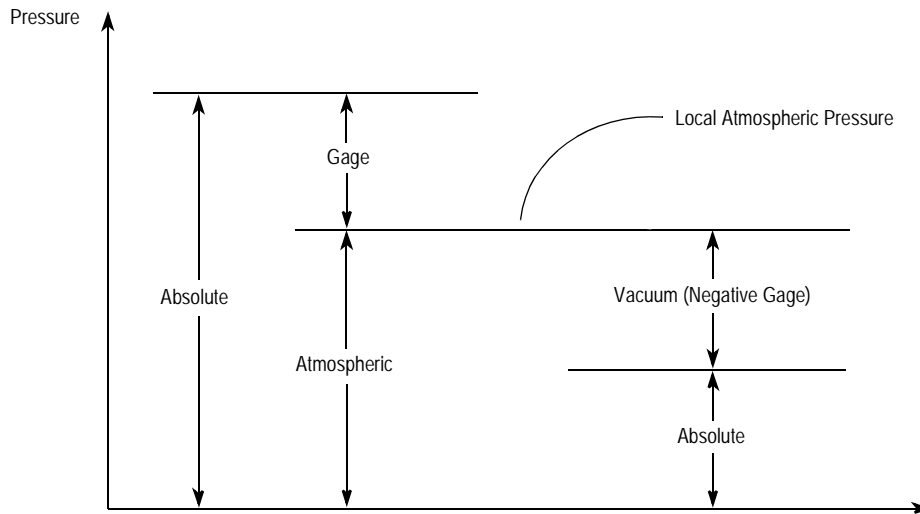 Pressure
Local Atmospheric Pressure
Gage
Absolute
Vacuum (Negative Gage)
Atmospheric
Absolute